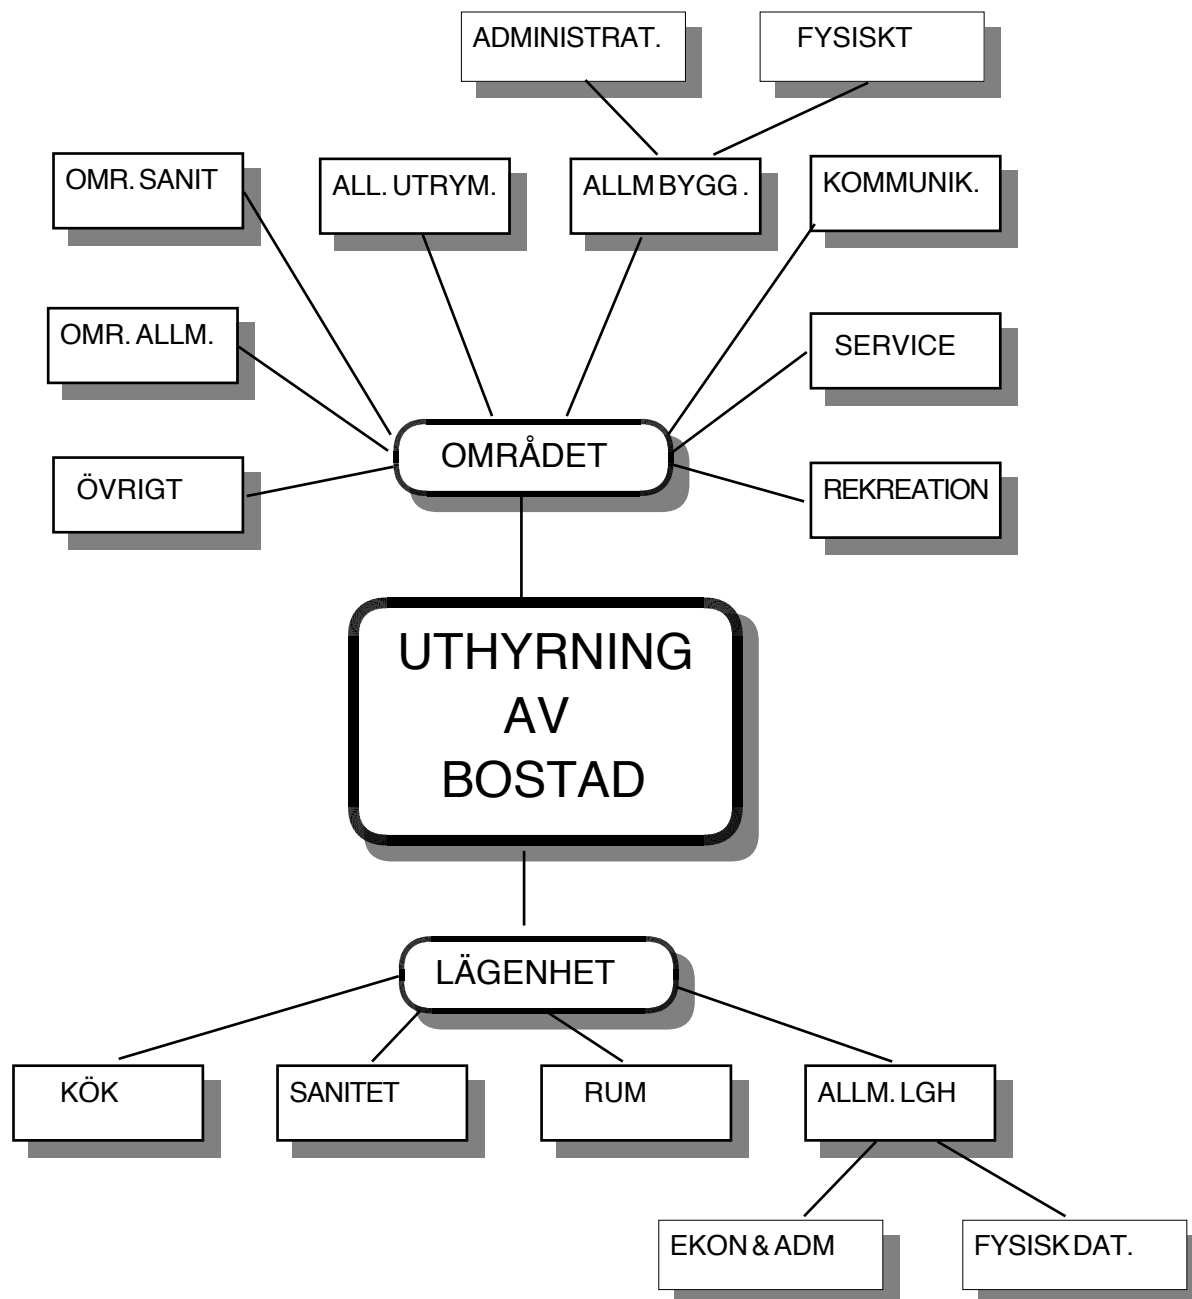 ADMINISTRAT.
FYSISKT
OMR. SANIT
ALL. UTRYM.
ALLM BYGG .
KOMMUNIK.
OMR. ALLM.
SERVICE
OMRÅDET
ÖVRIGT
REKREATION
UTHYRNING
AV
BOSTAD
LÄGENHET
KÖK
SANITET
RUM
ALLM. LGH
EKON & ADM
FYSISK DAT.